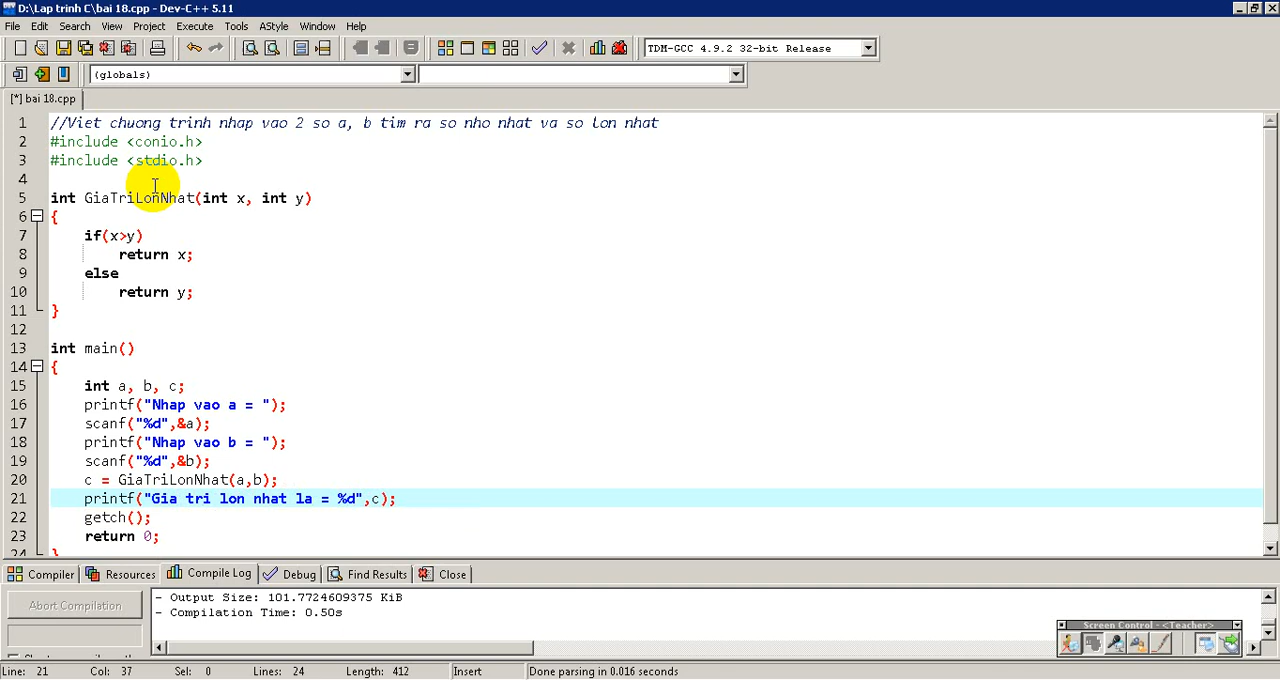 D:\Lap trinh C\bai 18.cpp - Dev-C++ 5.11
File Edit Search View Project Execute Tools AStyle Window Help
TDM-GCC 4.9.2 32-bit Release
(globals)
[*] bai 18.cpp
1 //Viet chuong trinh nhap vao 2 so a, b tim ra so nho nhat va so lon nhat
2 #include <conio.h>
3 #include <stdio.h>
4
5 int GiaTriLonNhat(int x, int y)
6 {
7 if(x>y)
8 return x;
9 else
10 return y;
11 }
12
13 int main()
14 {
15 int a, b, c;
16 printf("Nhap vao a = ");
17 scanf("%d",&a);
18 printf("Nhap vao b = ");
19 scanf("%d",&b);
20 c = GiaTriLonNhat(a,b);
21 printf("Gia tri lon nhat la = %d",c);
22 getch();
23 return 0;
24 }
Compiler Resources Compile Log Debug Find Results Close
Abort Compilation
- Output Size: 101.7724609375 KiB
- Compilation Time: 0.50s
Screen Control - <Teacher>
Line: 21 Col: 37 Sel: 0 Lines: 24 Length: 412 Insert Done parsing in 0.016 seconds